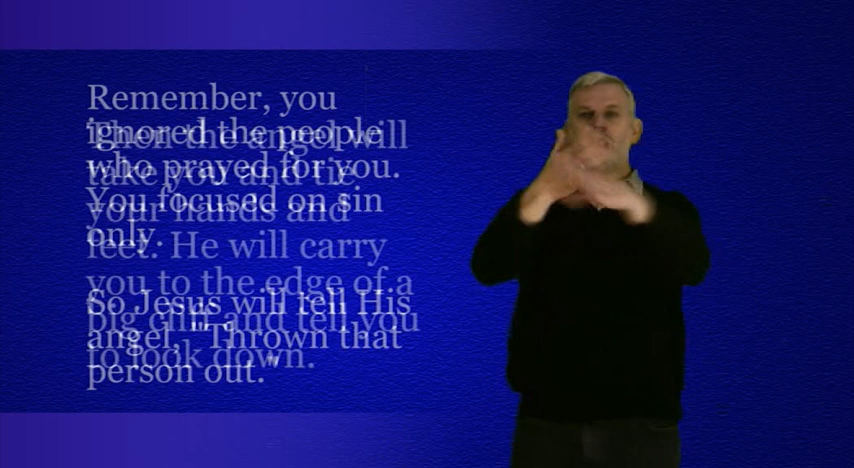 Remember, you
ignored the people
who prayed for you.
You focused on sin
only.
So Jesus will tell His
angel, "Thrown that
person out."
Then the angel will
take you and tie
your hands and
feet. He will carry
you to the edge of a
big cliff and tell you
to look down.